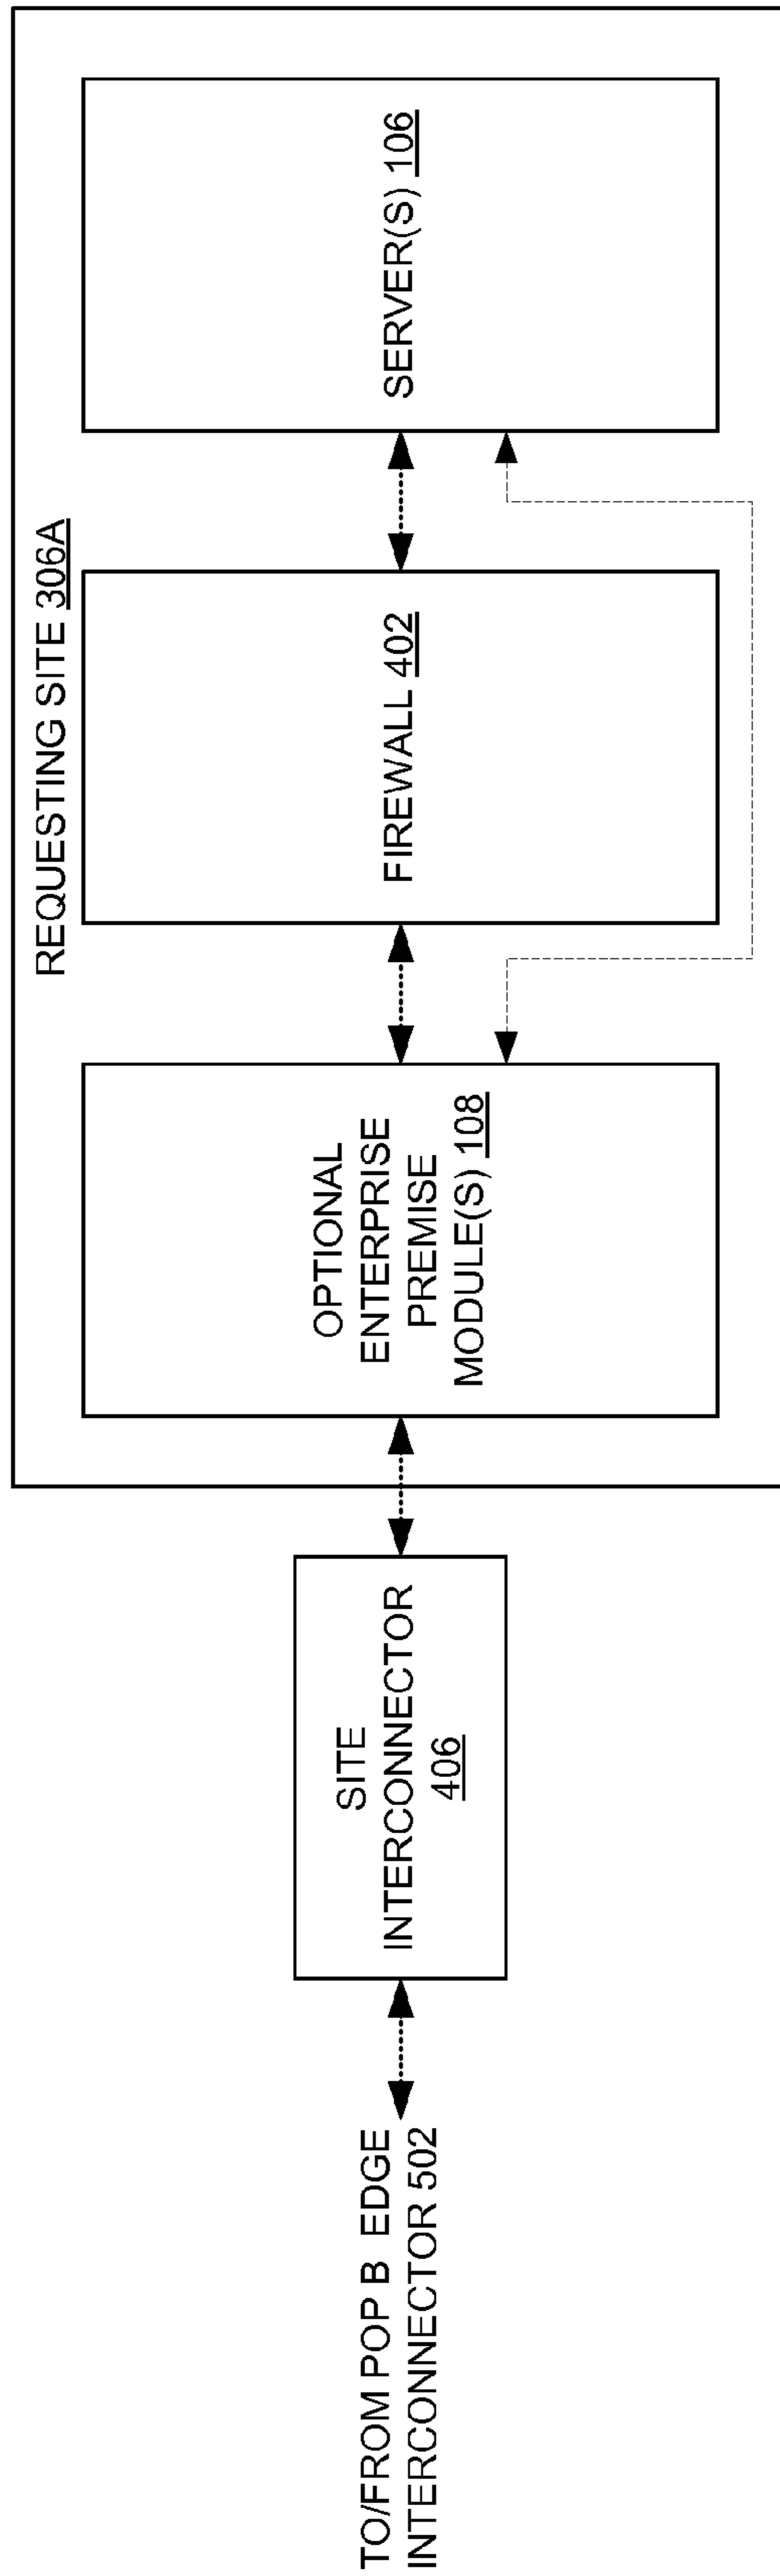 REQUESTING SITE 306A
TO/FROM POP B EDGE
INTERCONNECTOR 502
SITE
INTERCONNECTOR
406
OPTIONAL
ENTERPRISE
PREMISE
MODULE(S) 108
FIREWALL 402
SERVER(S) 106